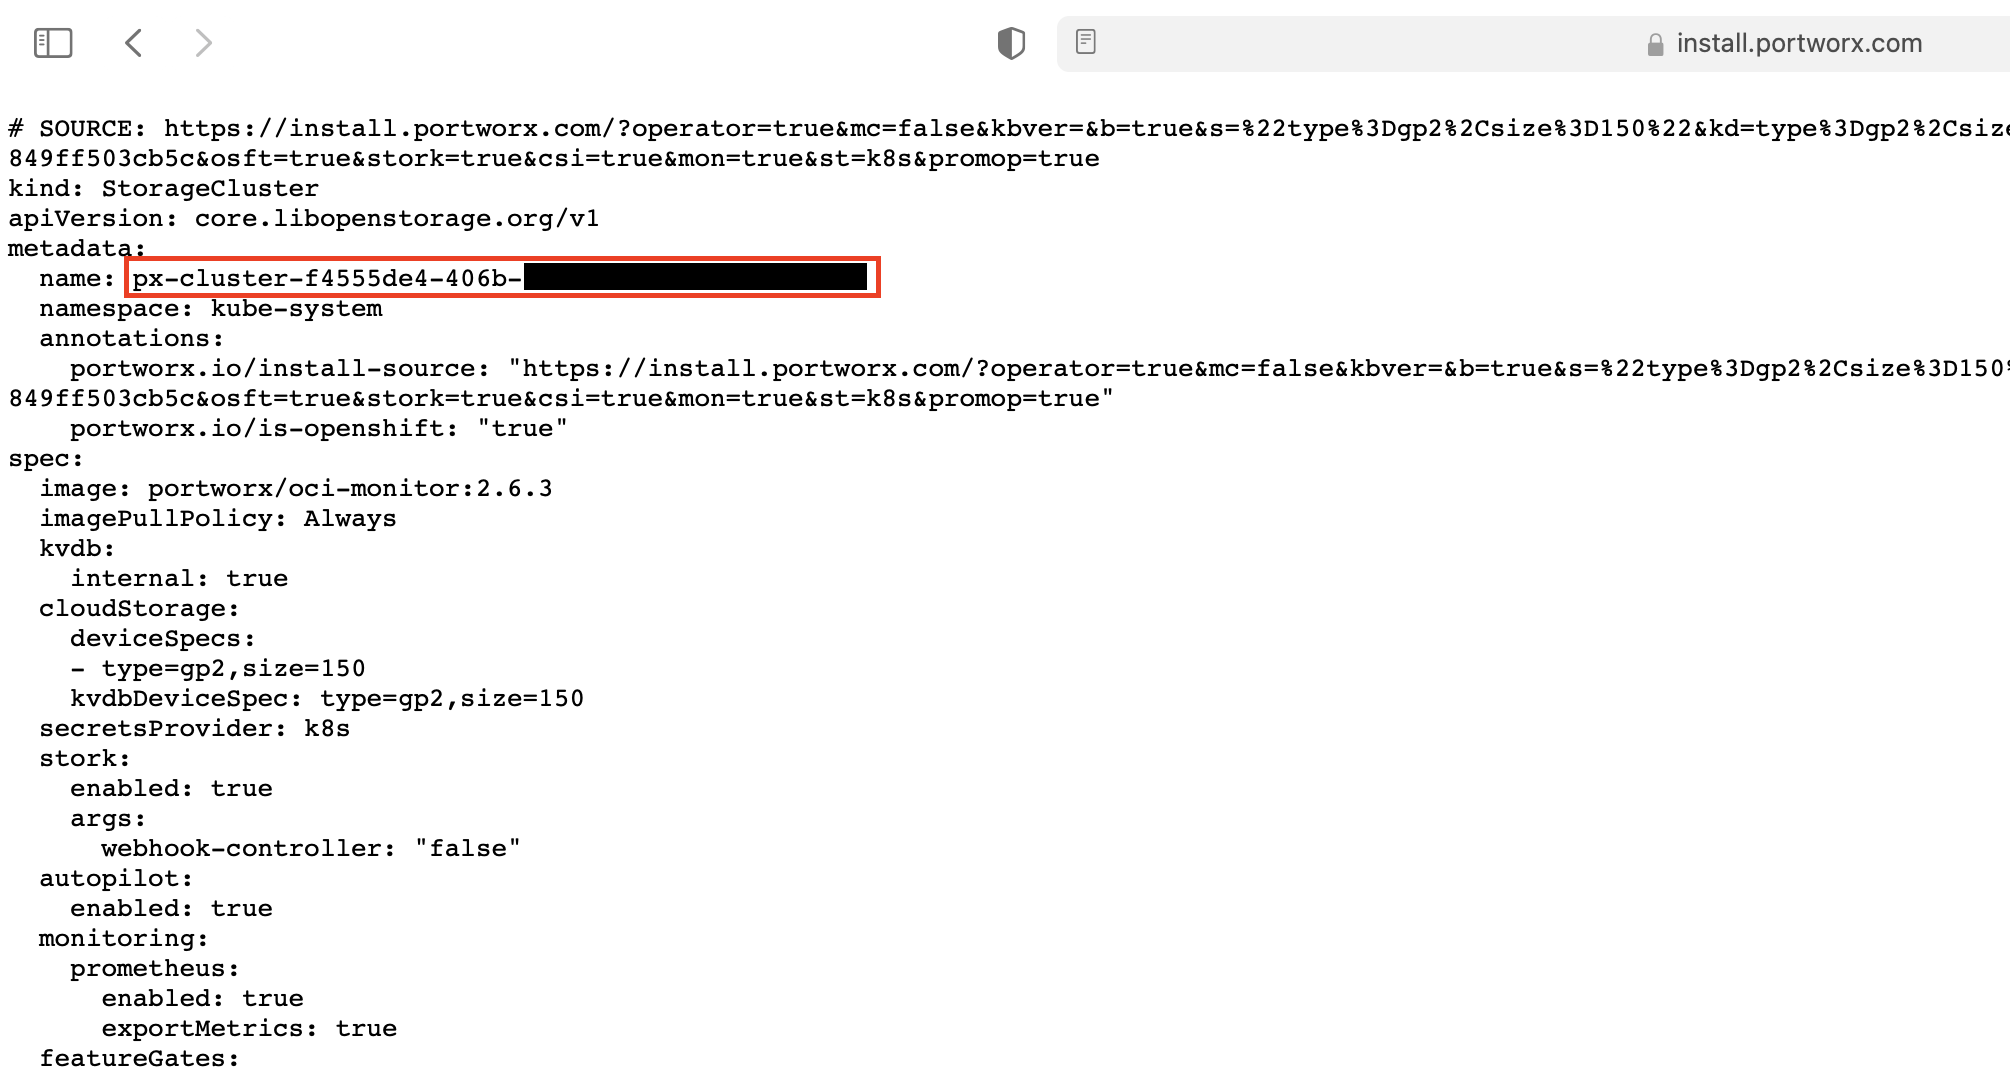 install.portworx.com
# SOURCE: https://install.portworx.com/?operator=true&mc=false&kbver=&b=true&s=%22type%3Dgp2%2Csize%3D150%22&kd=type%3Dgp2%2Csize
849ff503cb5c&osft=true&stork=true&csi=true&mon=true&st=k8s&promop=true
kind: StorageCluster
apiVersion: core.libopenstorage.org/v1
metadata:
  name: px-cluster-f4555de4-406b-
  namespace: kube-system
  annotations:
    portworx.io/install-source: "https://install.portworx.com/?operator=true&mc=false&kbver=&b=true&s=%22type%3Dgp2%2Csize%3D150%
849ff503cb5c&osft=true&stork=true&csi=true&mon=true&st=k8s&promop=true"
    portworx.io/is-openshift: "true"
spec:
  image: portworx/oci-monitor:2.6.3
  imagePullPolicy: Always
  kvdb:
    internal: true
  cloudStorage:
    deviceSpecs:
    - type=gp2,size=150
    kvdbDeviceSpec: type=gp2,size=150
  secretsProvider: k8s
  stork:
    enabled: true
    args:
      webhook-controller: "false"
  autopilot:
    enabled: true
  monitoring:
    prometheus:
      enabled: true
      exportMetrics: true
  featureGates: